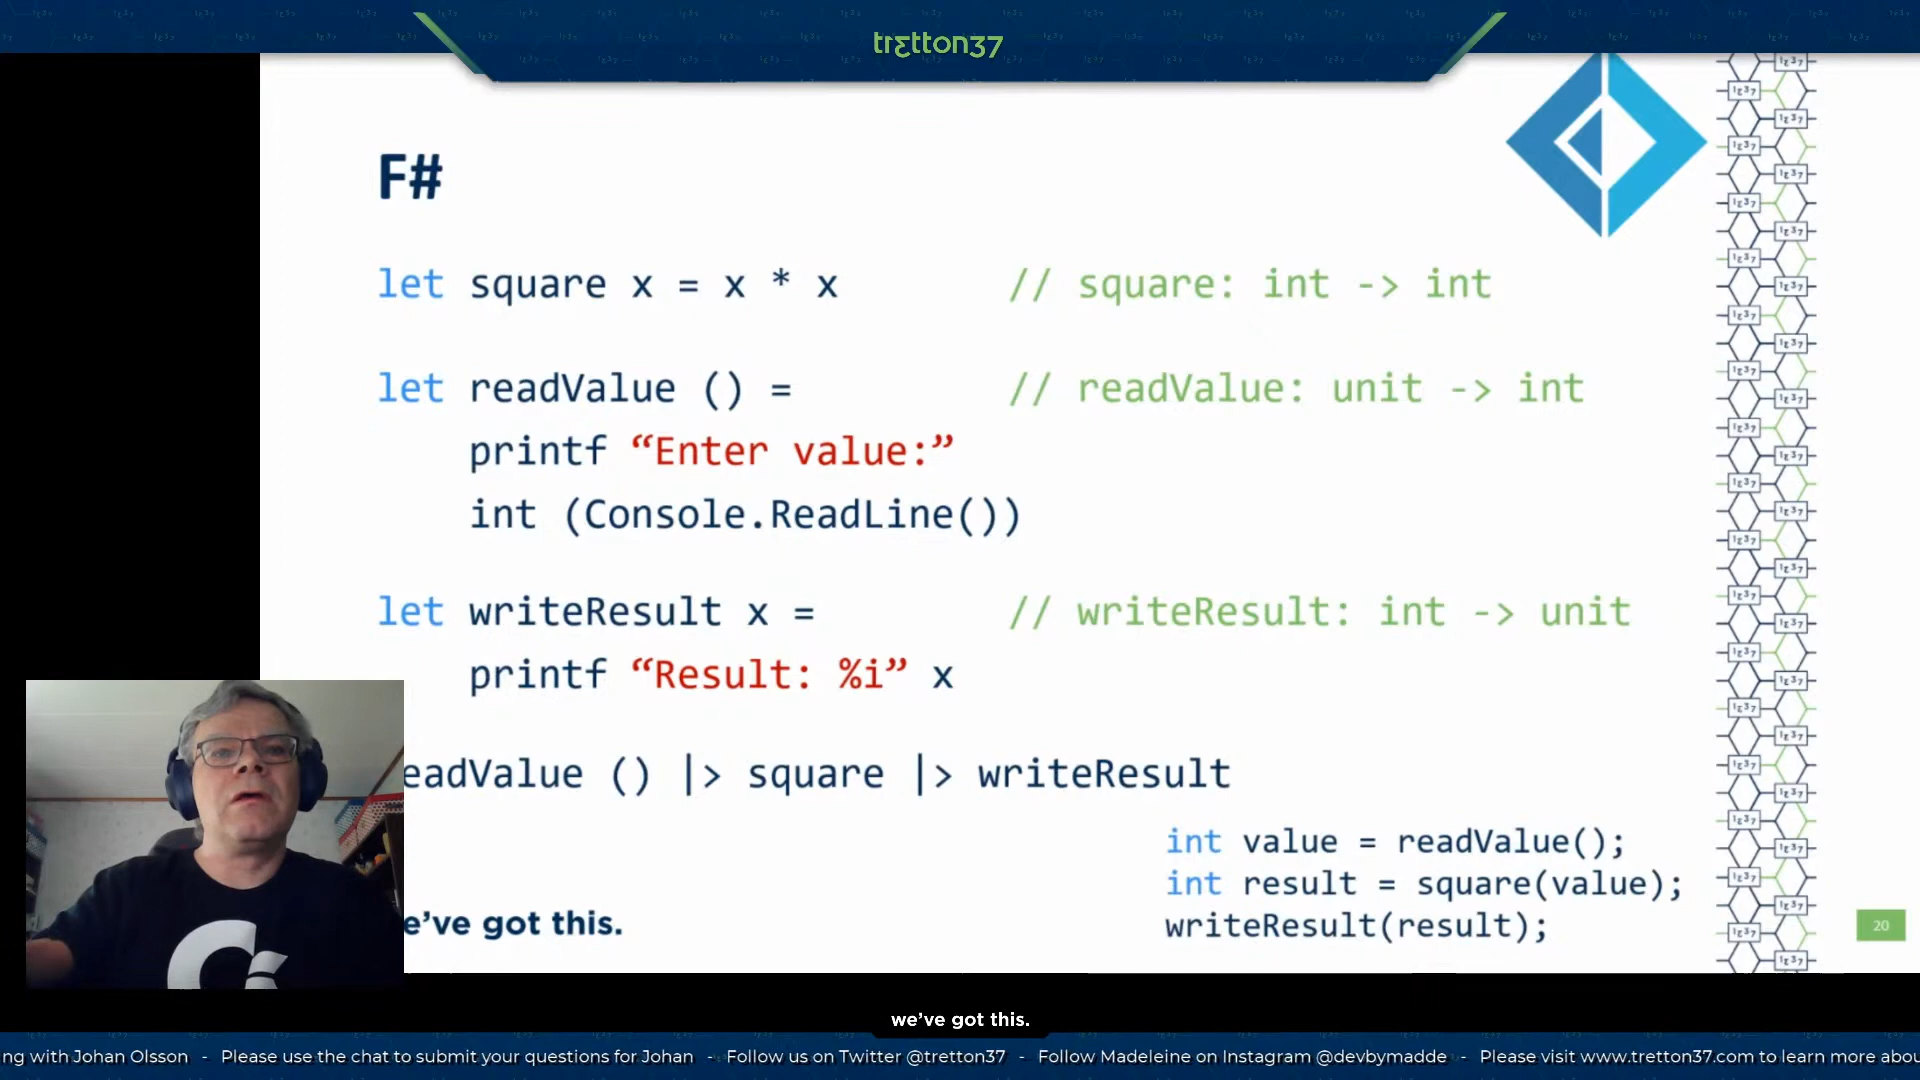 trɛtton37
F#
let square x = x * x // square: int -> int
let readValue () = // readValue: unit -> int
printf “Enter value:”
int (Console.ReadLine())
let writeResult x = // writeResult: int -> unit
printf “Result: %i” x
eadValue () |> square |> writeResult
int value = readValue();
int result = square(value);
writeResult(result);
e’ve got this.
20
we’ve got this.
ng with Johan Olsson - Please use the chat to submit your questions for Johan - Follow us on Twitter @tretton37 - Follow Madeleine on Instagram @devbymadde - Please visit www.tretton37.com to learn more abou